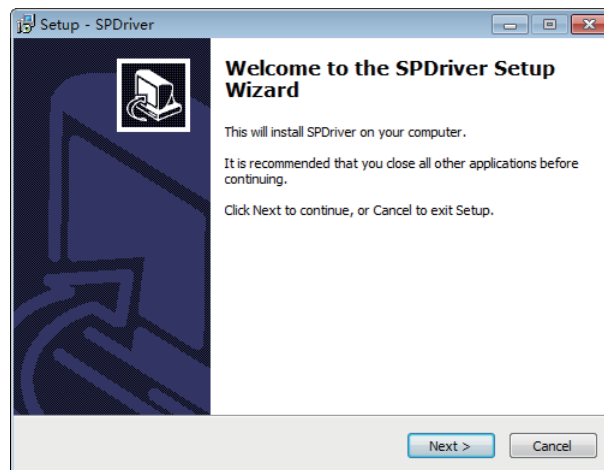 Setup - SPDriver
Welcome to the SPDriver Setup
Wizard
This will install SPDriver on your computer.
It is recommended that you close all other applications before
continuing.
Click Next to continue, or Cancel to exit Setup.
Next >
Cancel